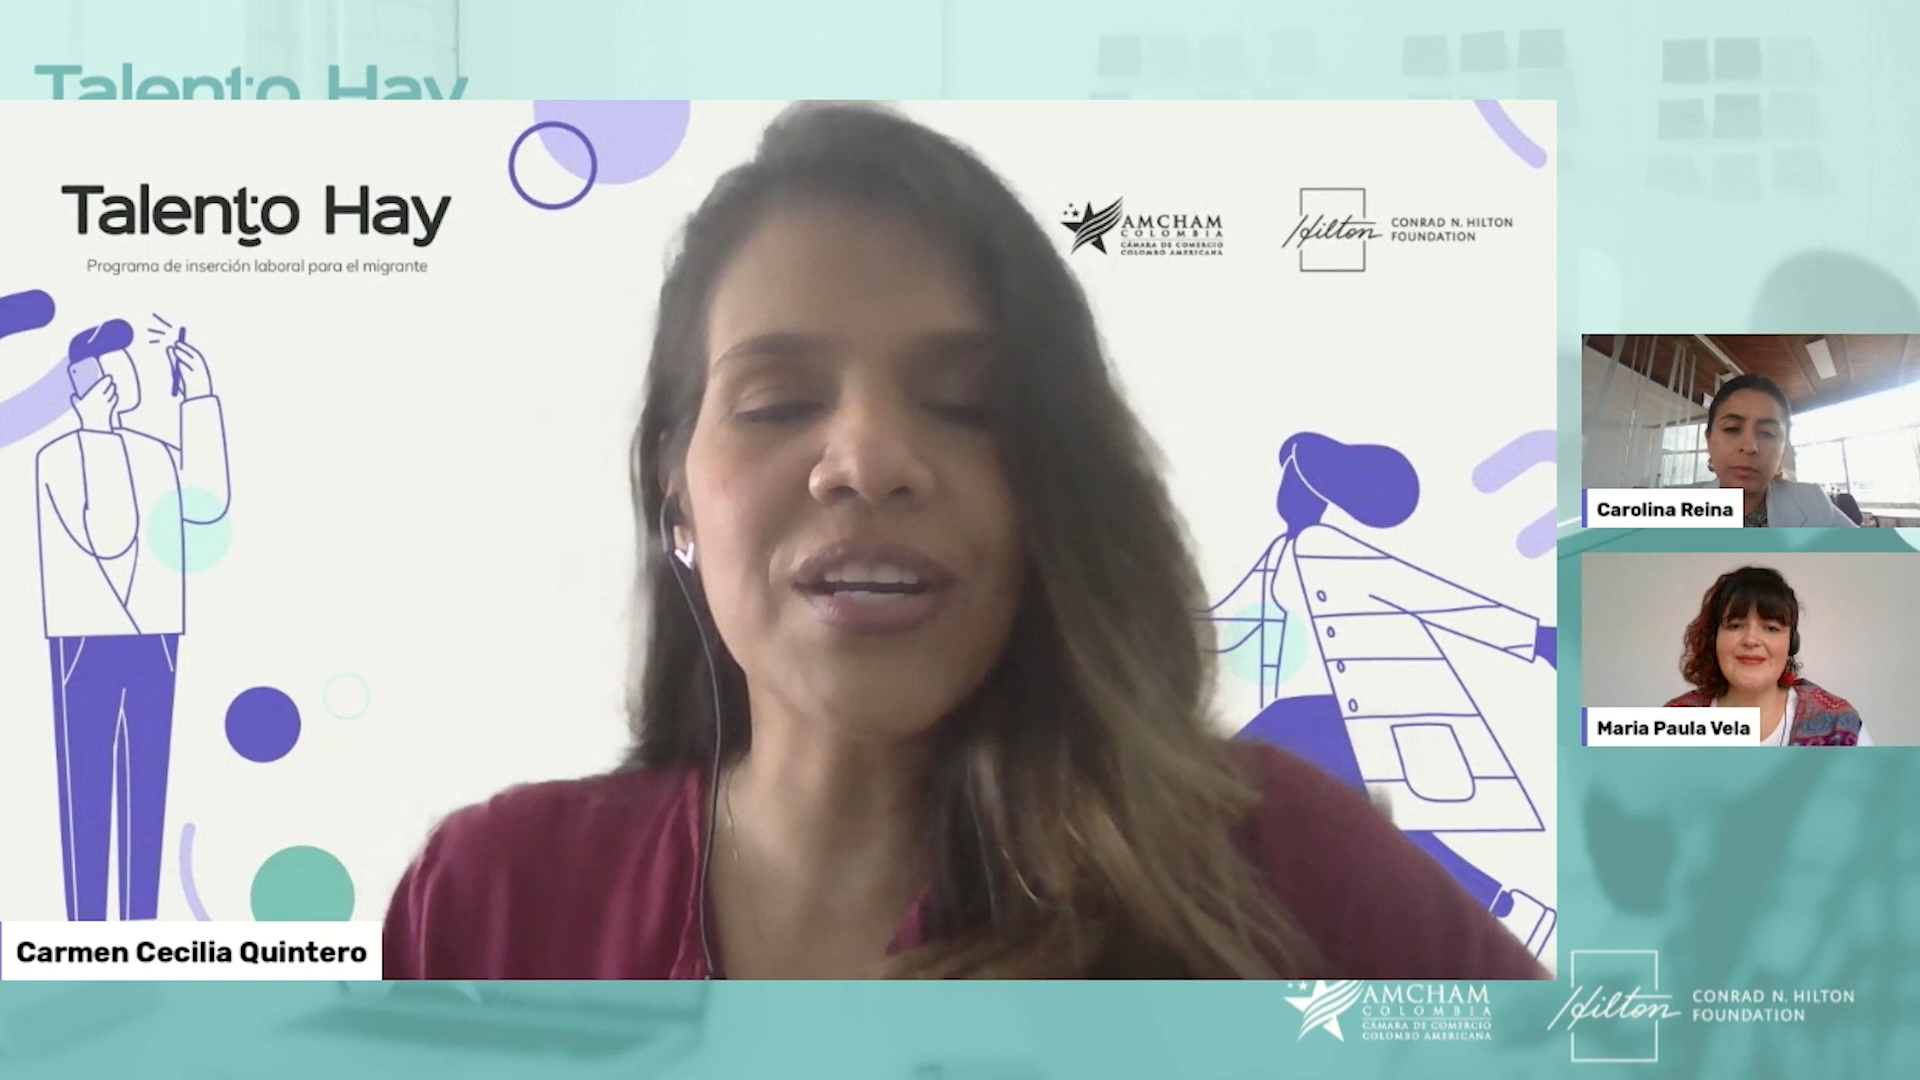 Talento Hay
Talento Hay
Programa de inserción laboral para el migrante
AMCHAM
COLOMBIA
CÁMARA DE COMERCIO
COLOMBO AMERICANA
Hilton
CONRAD N. HILTON
FOUNDATION
Carolina Reina
Maria Paula Vela
Carmen Cecilia Quintero
AMCHAM
COLOMBIA
CÁMARA DE COMERCIO
COLOMBO AMERICANA
Hilton
CONRAD N. HILTON
FOUNDATION